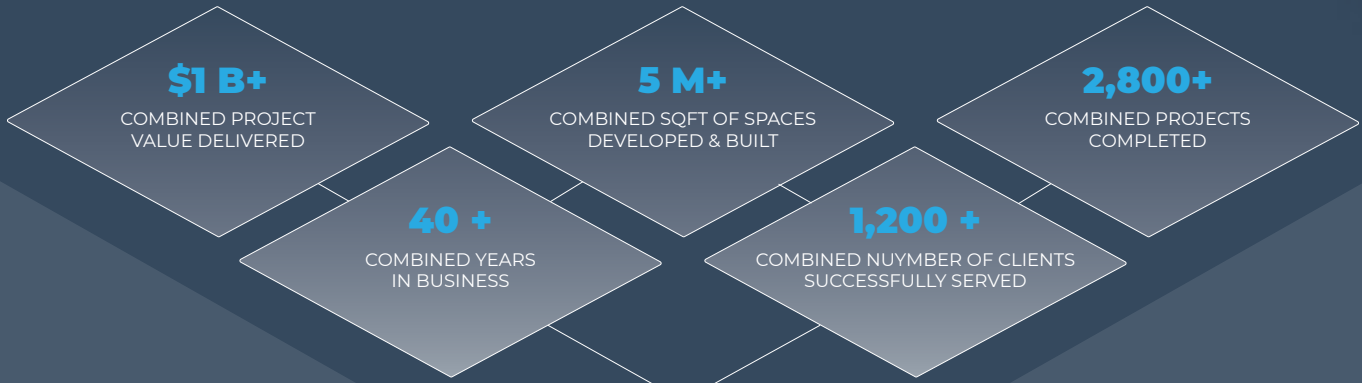 $1 B+
COMBINED PROJECT
VALUE DELIVERED
5 M+
COMBINED SQFT OF SPACES
DEVELOPED & BUILT
2,800+
COMBINED PROJECTS
COMPLETED
40 +
COMBINED YEARS
IN BUSINESS
1,200 +
COMBINED NUYMBER OF CLIENTS
SUCCESSFULLY SERVED